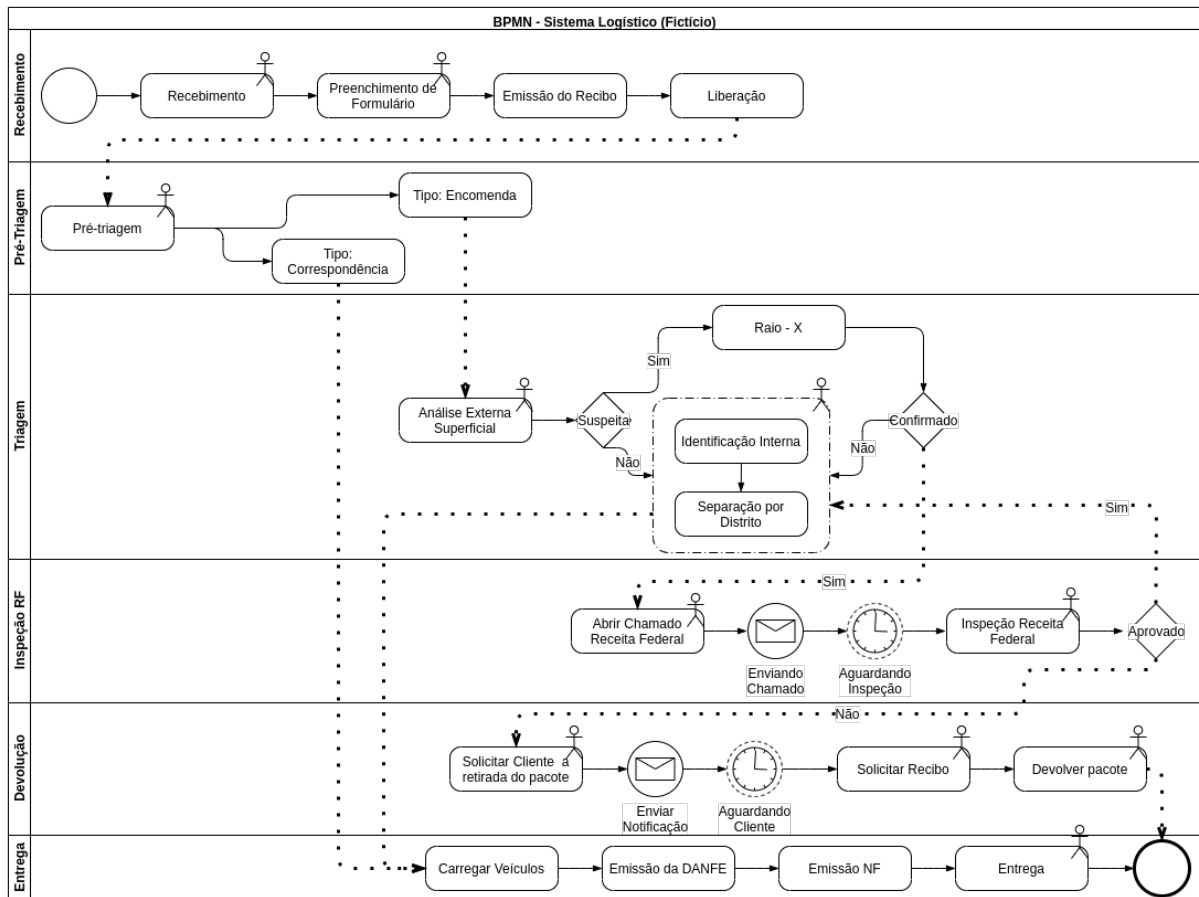 BPMN - Sistema Logístico (Fictício)
Recebimento
Recebimento
Preenchimento de
Formulário
Emissão do Recibo
Liberação
Pré-Triagem
Pré-triagem
Tipo: Encomenda
Tipo:
Correspondência
Triagem
Raio - X
Sim
Análise Externa
Superficial
Suspeita
Não
Identificação Interna
Separação por
Distrito
Confirmado
Não
Sim
Sim
Inspeção RF
Abrir Chamado
Receita Federal
Enviando
Chamado
Aguardando
Inspeção
Inspeção Receita
Federal
Aprovado
Não
Devolução
Solicitar Cliente a
retirada do pacote
Enviar
Notificação
Aguardando
Cliente
Solicitar Recibo
Devolver pacote
Entrega
Carregar Veículos
Emissão da DANFE
Emissão NF
Entrega